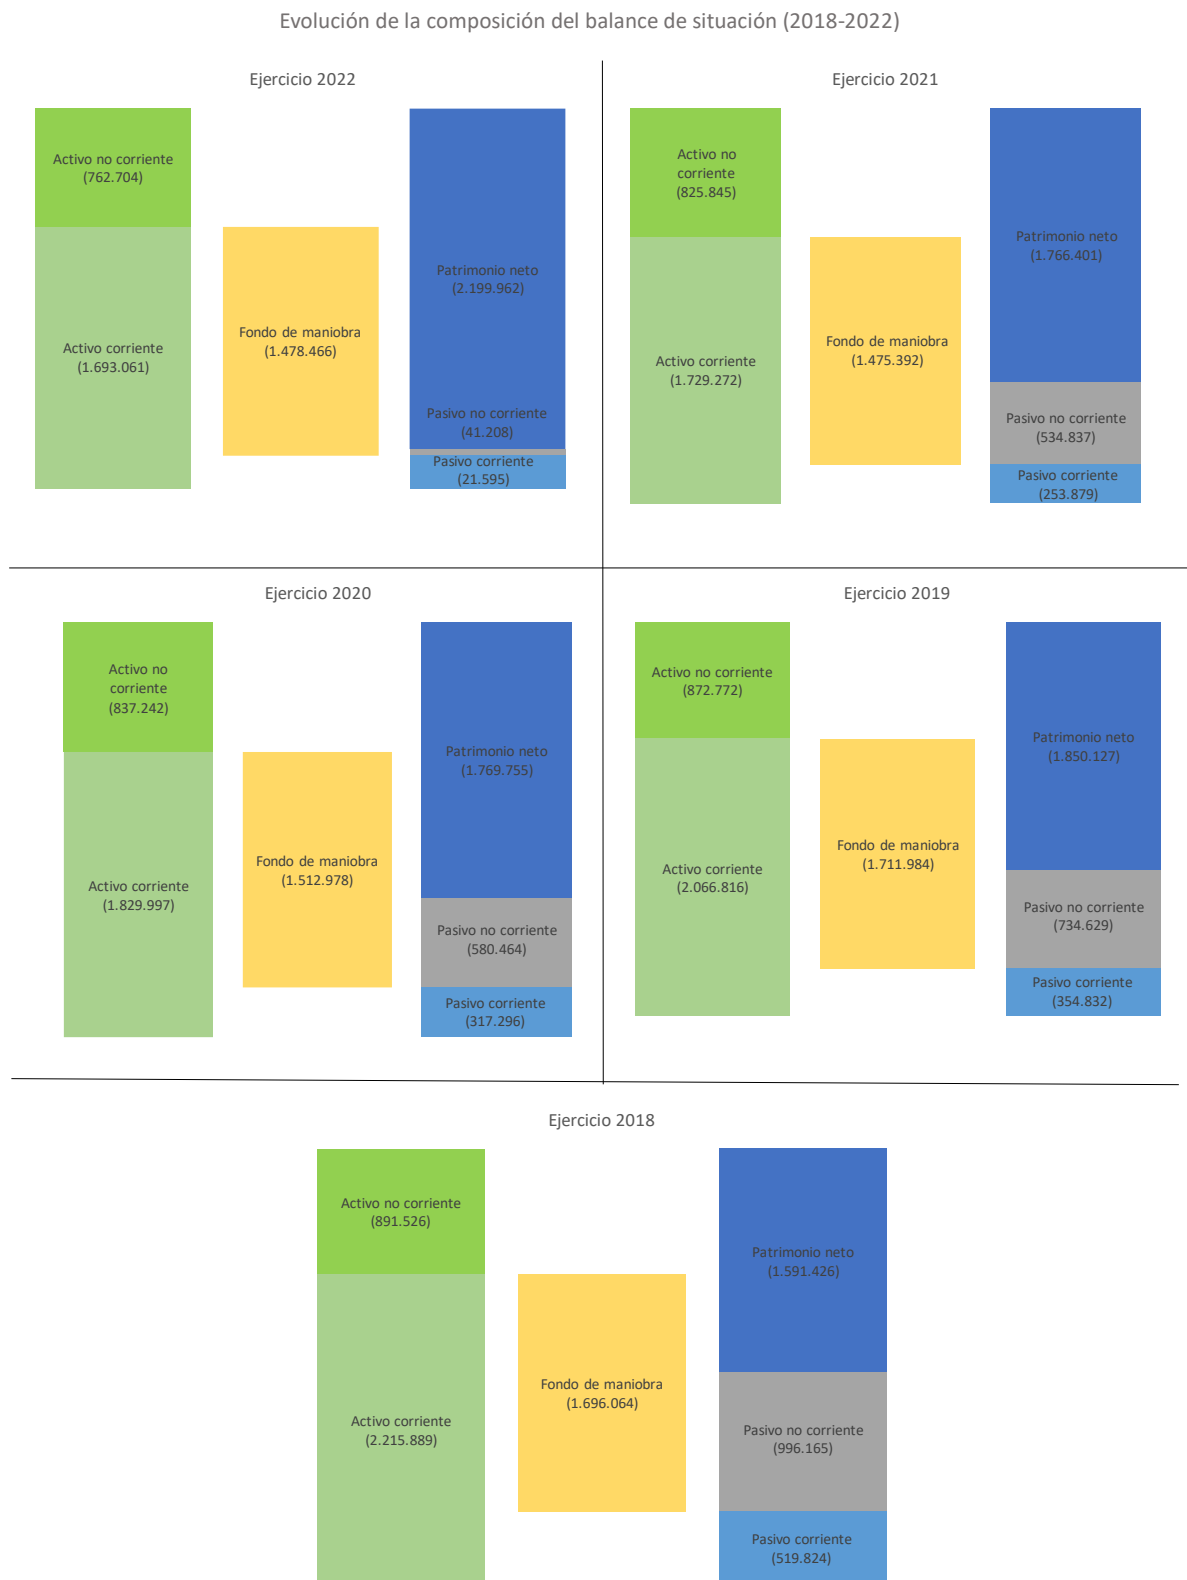 Evolución de la composición del balance de situación (2018-2022)
Ejercicio 2022
Activo no corriente
(762.704)
Activo corriente
(1.693.061)
Fondo de maniobra
(1.478.466)
Patrimonio neto
(2.199.962)
Pasivo no corriente
(41.208)
Pasivo corriente
(21.595)
Ejercicio 2021
Activo no
corriente
(825.845)
Activo corriente
(1.729.272)
Fondo de maniobra
(1.475.392)
Patrimonio neto
(1.766.401)
Pasivo no corriente
(534.837)
Pasivo corriente
(253.879)
Ejercicio 2020
Activo no
corriente
(837.242)
Activo corriente
(1.829.997)
Fondo de maniobra
(1.512.978)
Patrimonio neto
(1.769.755)
Pasivo no corriente
(580.464)
Pasivo corriente
(317.296)
Ejercicio 2019
Activo no corriente
(872.772)
Activo corriente
(2.066.816)
Fondo de maniobra
(1.711.984)
Patrimonio neto
(1.850.127)
Pasivo no corriente
(734.629)
Pasivo corriente
(354.832)
Ejercicio 2018
Activo no corriente
(891.526)
Activo corriente
(2.215.889)
Fondo de maniobra
(1.696.064)
Patrimonio neto
(1.591.426)
Pasivo no corriente
(996.165)
Pasivo corriente
(519.824)